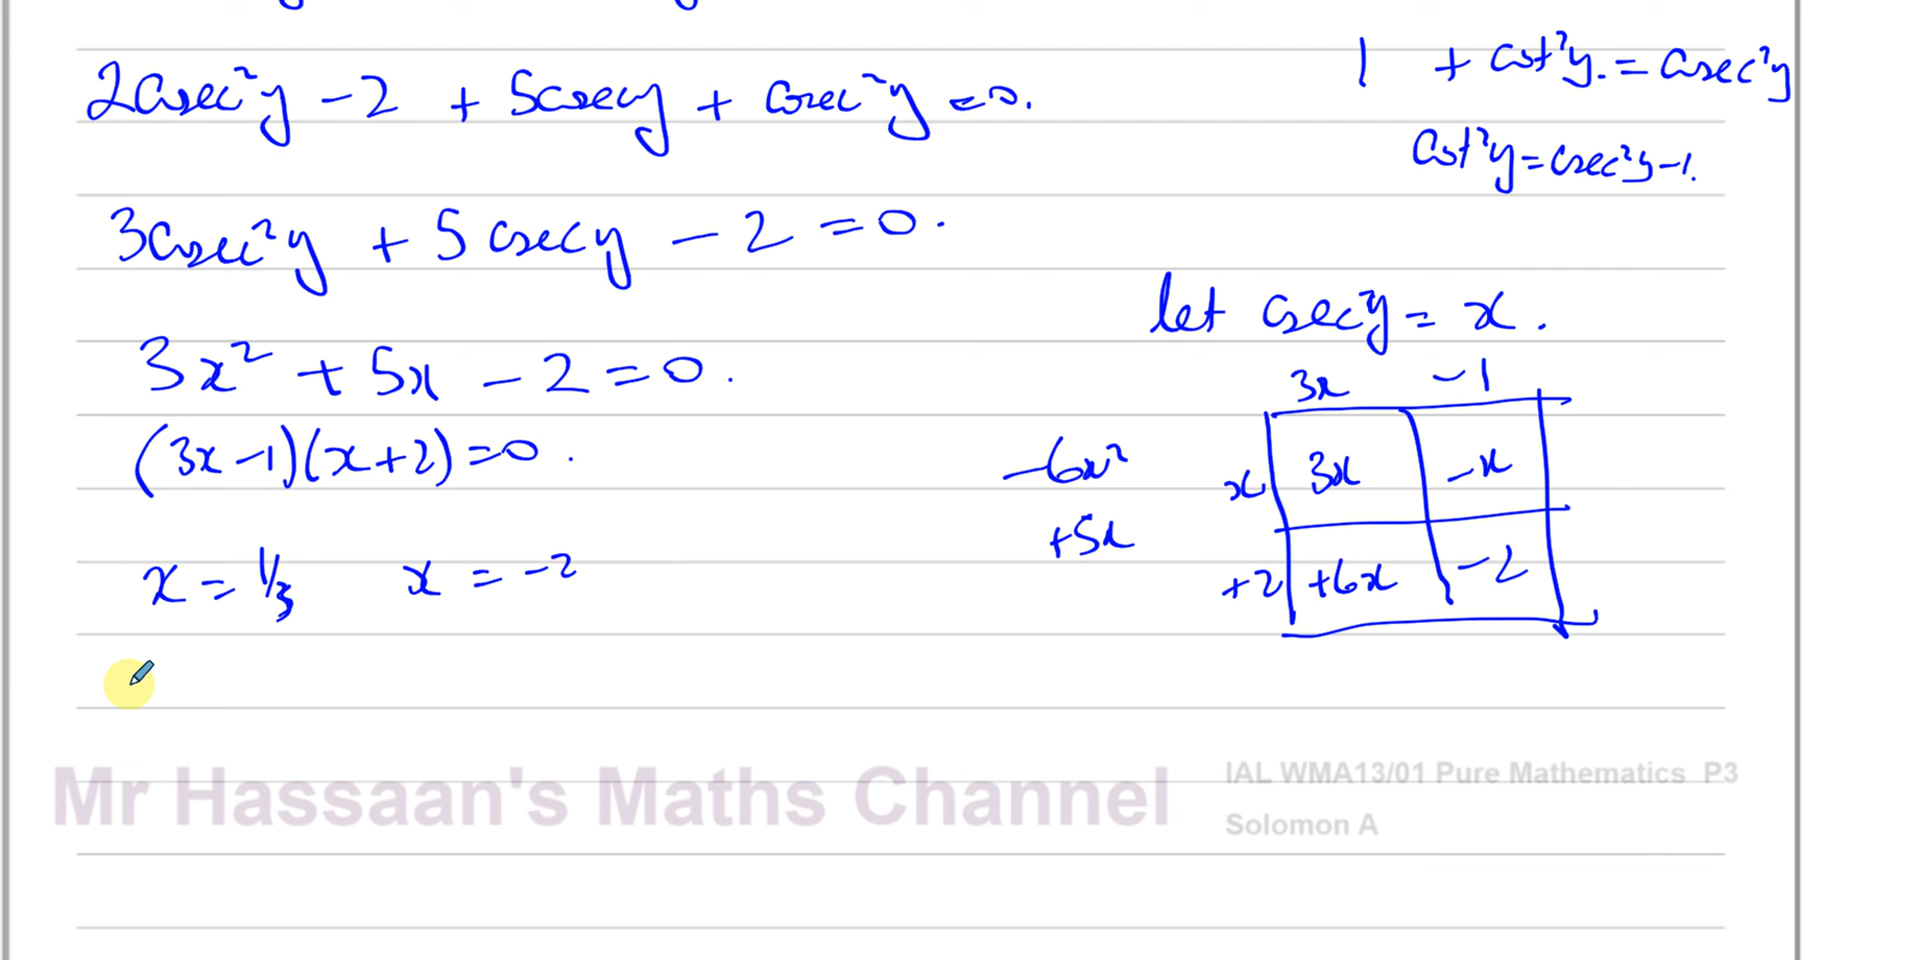 2cosec²y - 2 + 5cosecy + cosec²y = 0.
1 + cot²y. = cosec²y
cot²y = cosec²y - 1.
3cosec²y + 5cosecy - 2 = 0.
let cosec²y = x.
3x² + 5x - 2 = 0.
(3x - 1)(x + 2) = 0.
x = 1/3 x = -2
-6x²
+5x
3x -1
x 3x -x
+2 +6x -2
Mr Hassaan's Maths Channel
IAL WMA13/01 Pure Mathematics P3
Solomon A